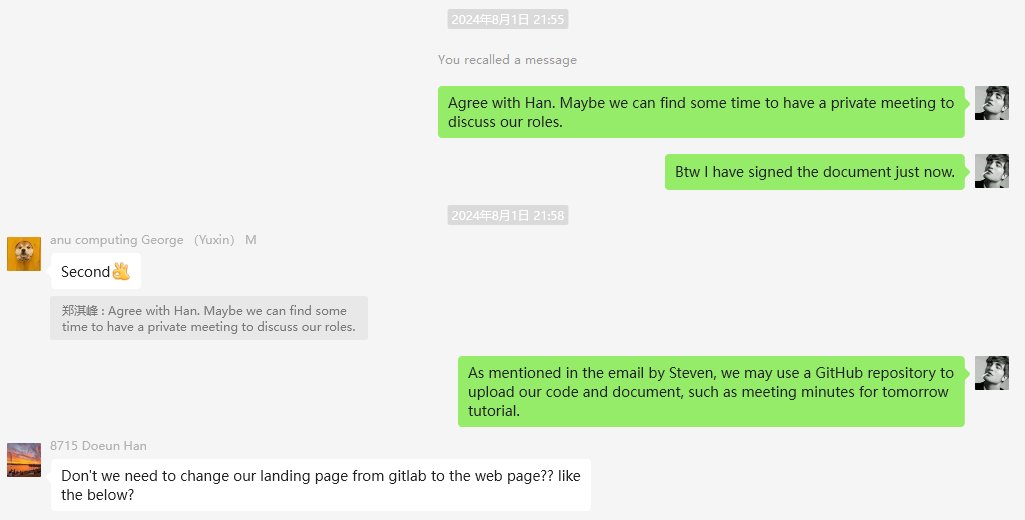 2024年8月1日 21:55
You recalled a message
Agree with Han. Maybe we can find some time to have a private meeting to
discuss our roles.
Btw I have signed the document just now.
2024年8月1日 21:58
anu computing George （Yuxin） M
Second👌
郑淇峰 : Agree with Han. Maybe we can find some
time to have a private meeting to discuss our roles.
As mentioned in the email by Steven, we may use a GitHub repository to
upload our code and document, such as meeting minutes for tomorrow
tutorial.
8715 Doeun Han
Don't we need to change our landing page from gitlab to the web page?? like
the below?